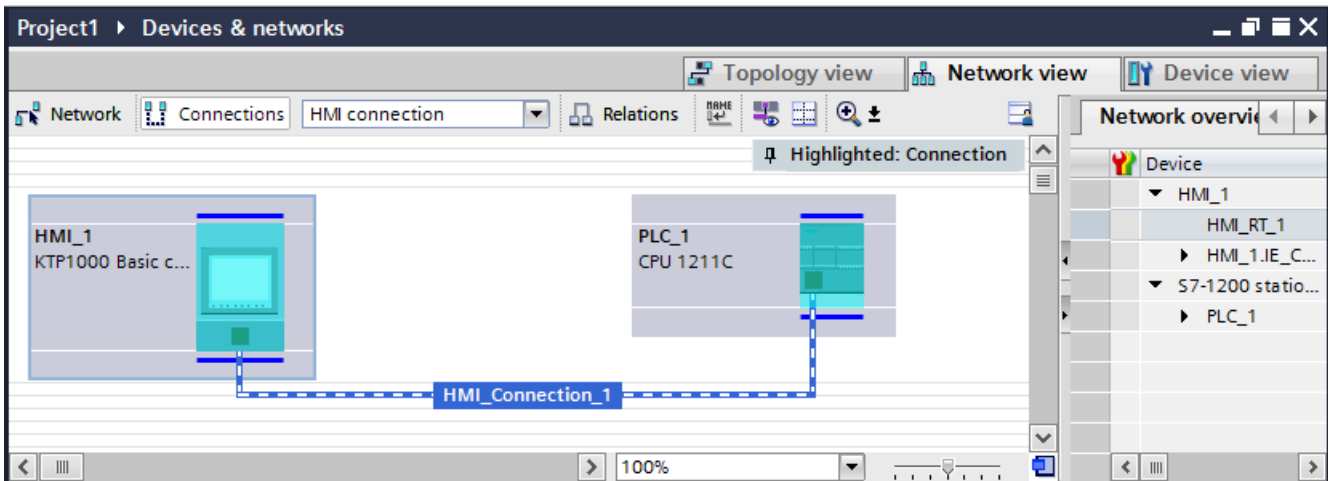 Project1 ▸ Devices & networks
Topology view Network view Device view
Network Connections HMI connection Relations Network overvie
Highlighted: Connection
Device
HMI_1
HMI_RT_1
HMI_1.IE_C...
S7-1200 statio...
PLC_1
HMI_1
KTP1000 Basic c...
PLC_1
CPU 1211C
HMI_Connection_1
100%